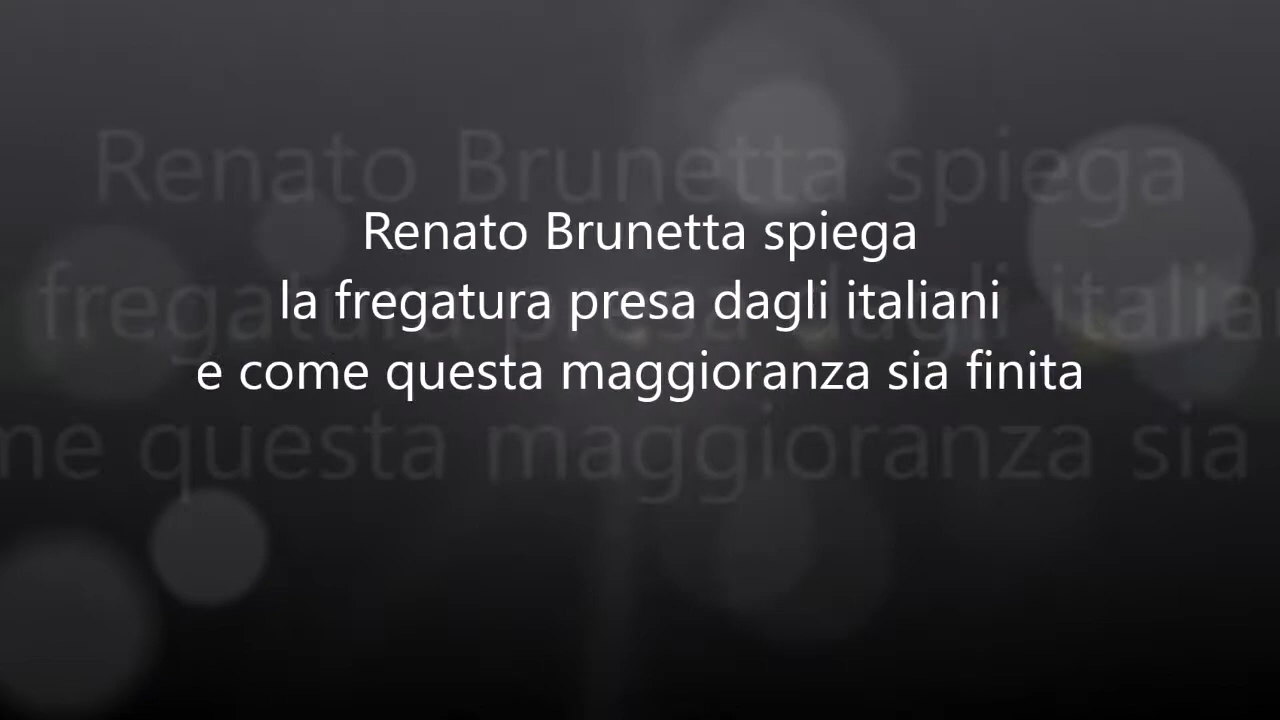 Renato Brunetta spiega
la fregatura presa dagli italiani
e come questa maggioranza sia finita